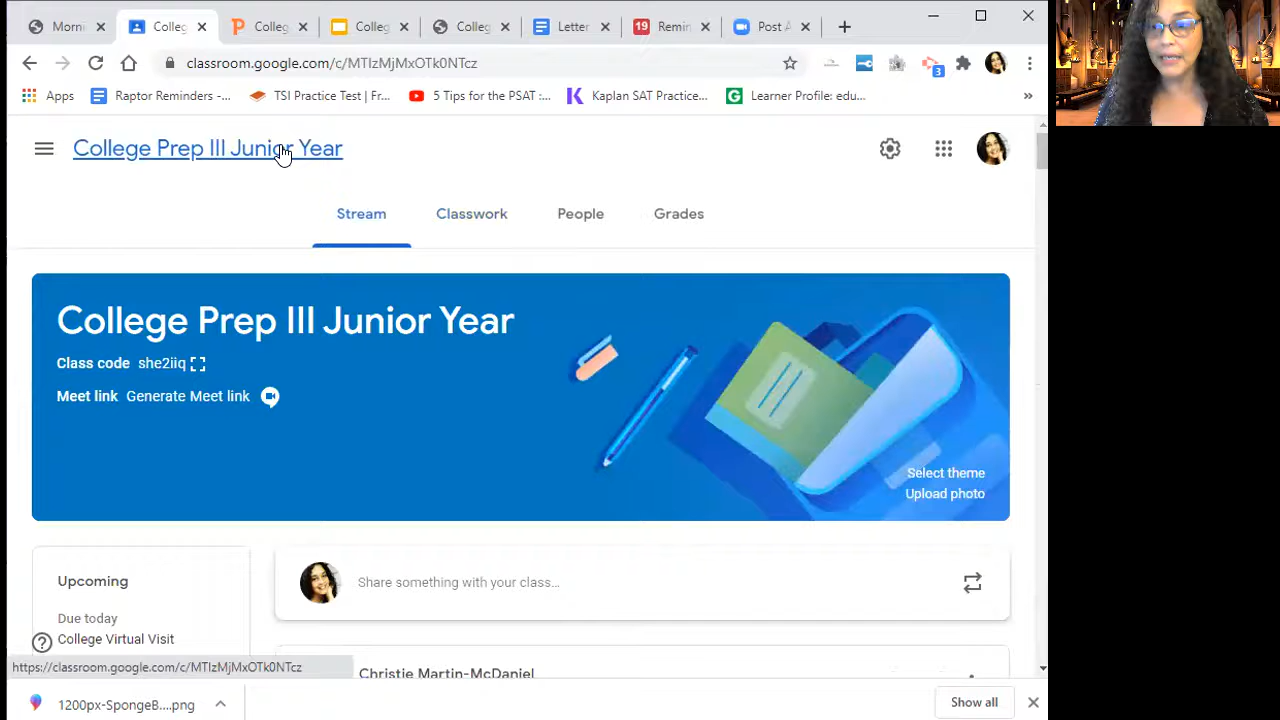 Morni
Colleg
Colleg
Colleg
Colleg
Letter
19
Remin
Post A
classroom.google.com/c/MTIzMjMxOTk0NTcz
3
Apps
Raptor Reminders -...
TSI Practice Test | Fr...
5 Tips for the PSAT :...
Kaplan SAT Practice...
Learner Profile: edu...
»
College Prep III Junior Year
Stream
Classwork
People
Grades
College Prep III Junior Year
Class code she2iiq
Meet link Generate Meet link
Select theme
Upload photo
Upcoming
Due today
College Virtual Visit
Share something with your class...
Christie Martin-McDaniel
https://classroom.google.com/c/MTIzMjMxOTk0NTcz
1200px-SpongeB....png
Show all